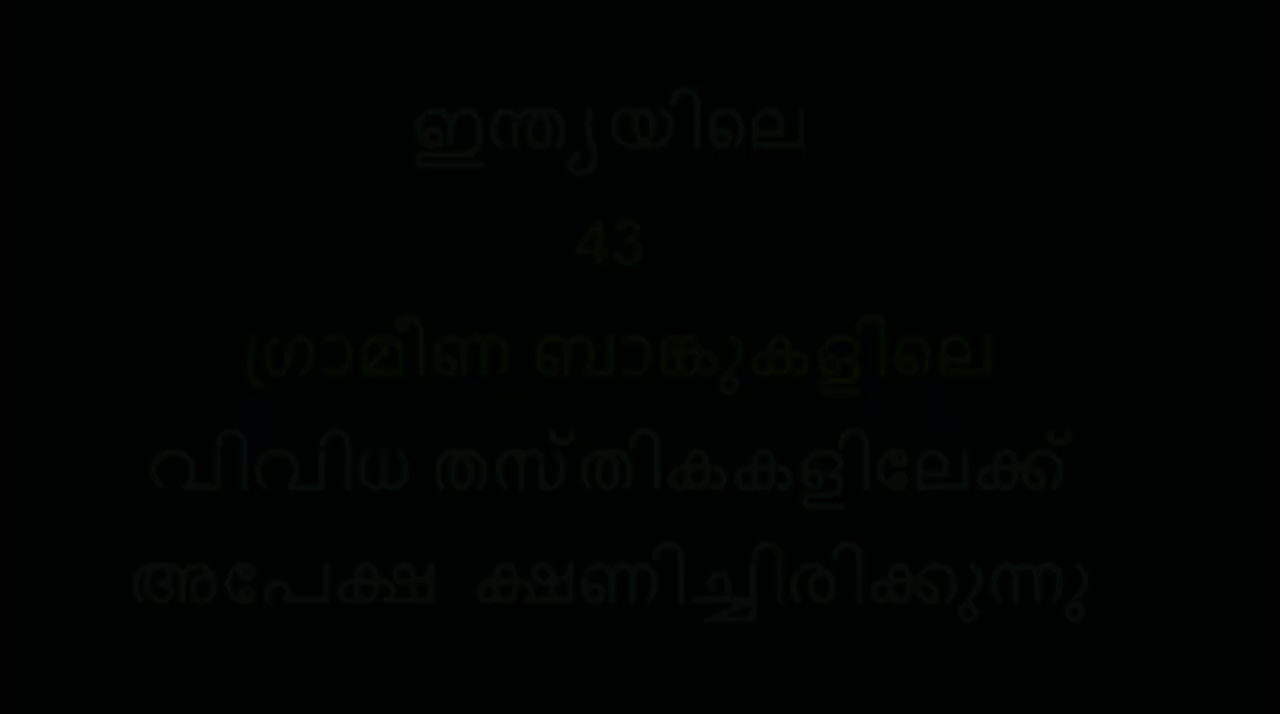 ഇന്ത്യയിലെ
43
ഗ്രാമീണ ബാങ്കുകളിലെ
വിവിധ തസ്തികകളിലേക്ക്
അപേക്ഷ ക്ഷണിച്ചിരിക്കുന്നു